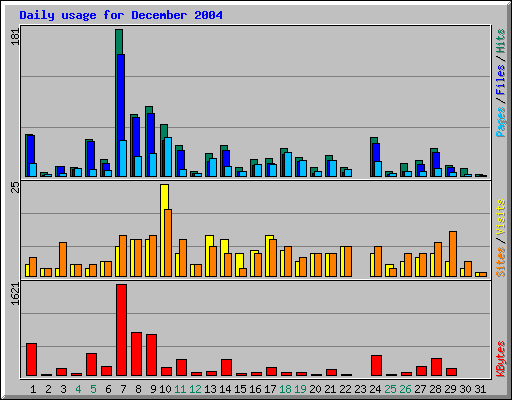 Daily usage for December 2004
181
Pages / Files / Hits
25
Sites / Visits
1621
KBytes
1 2 3 4 5 6 7 8 9 10 11 12 13 14 15 16 17 18 19 20 21 22 23 24 25 26 27 28 29 30 31